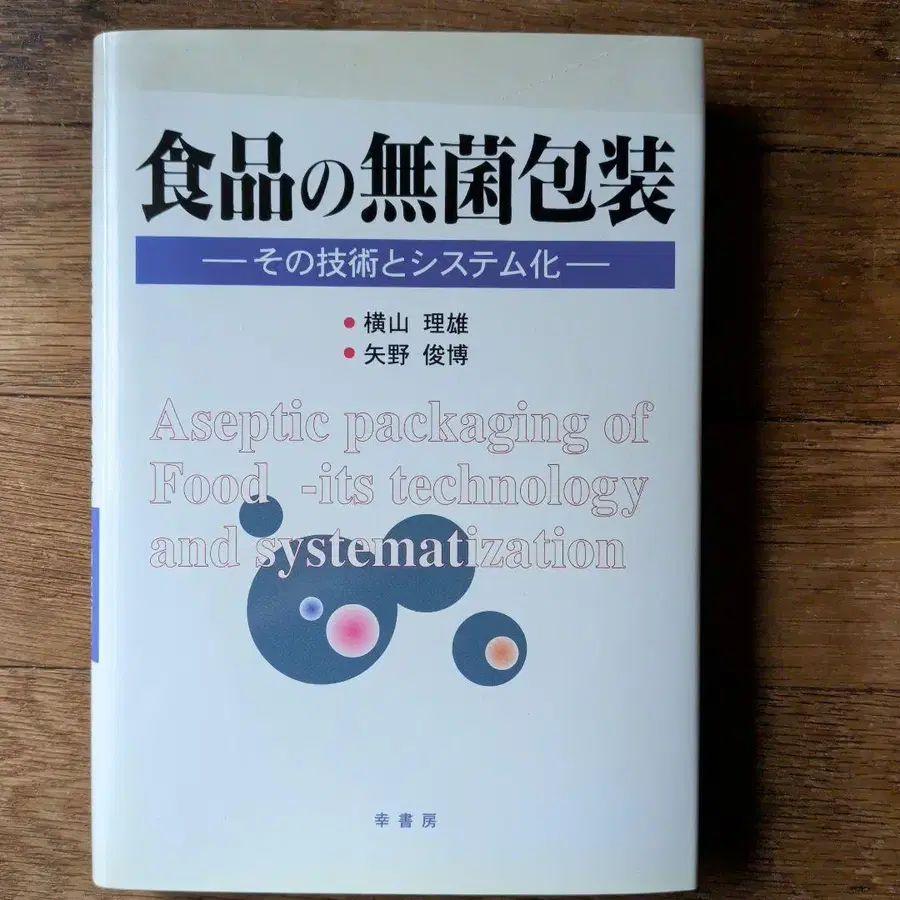 食品の無菌包装
―その技術とシステム化―
● 横山 理雄
● 矢野 俊博
Aseptic packaging of
Food -its technology
and systematization
幸書房